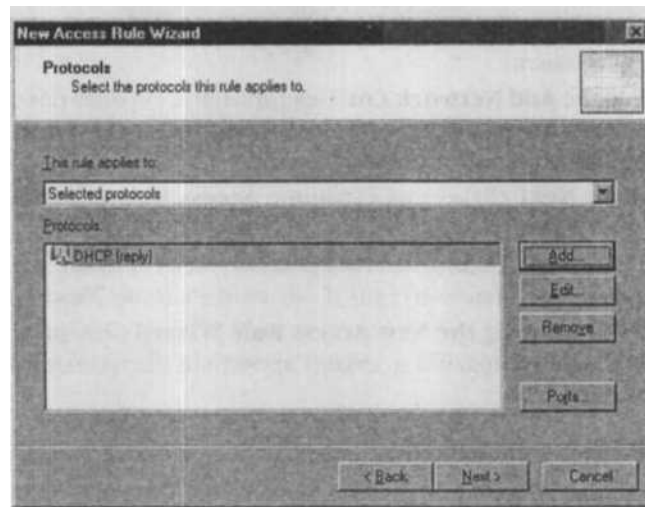 New Access Rule Wizard
Protocols
Select the protocols this rule applies to.
This rule applies to:
Selected protocols
Protocols:
DHCP (reply)
Add...
Edit...
Remove
Ports...
< Back
Next >
Cancel